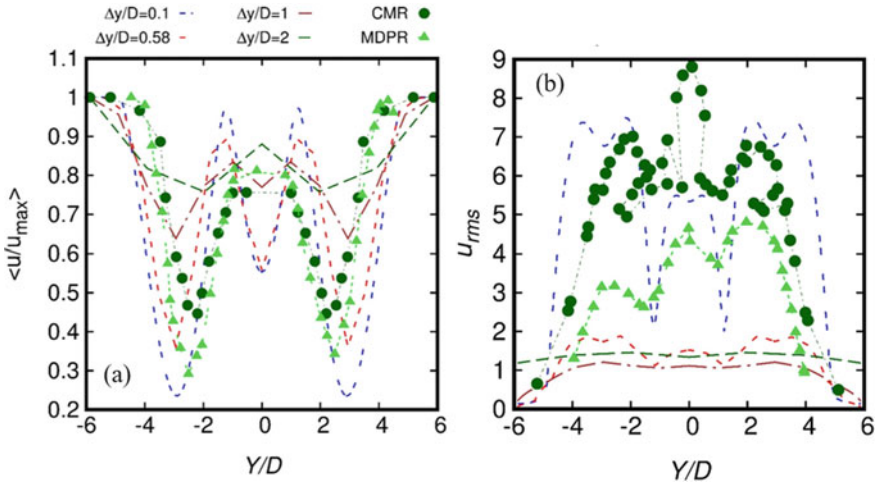 Δy/D=0.1 Δy/D=1 CMR
Δy/D=0.58 Δy/D=2 MDPR
1.1
1
0.9
0.8
0.7
0.6
0.5
0.4
0.3
0.2
<u/u_max>
(a)
-6 -4 -2 0 2 4 6
Y/D
9
8
7
6
5
4
3
2
1
0
u_rms
(b)
-6 -4 -2 0 2 4 6
Y/D